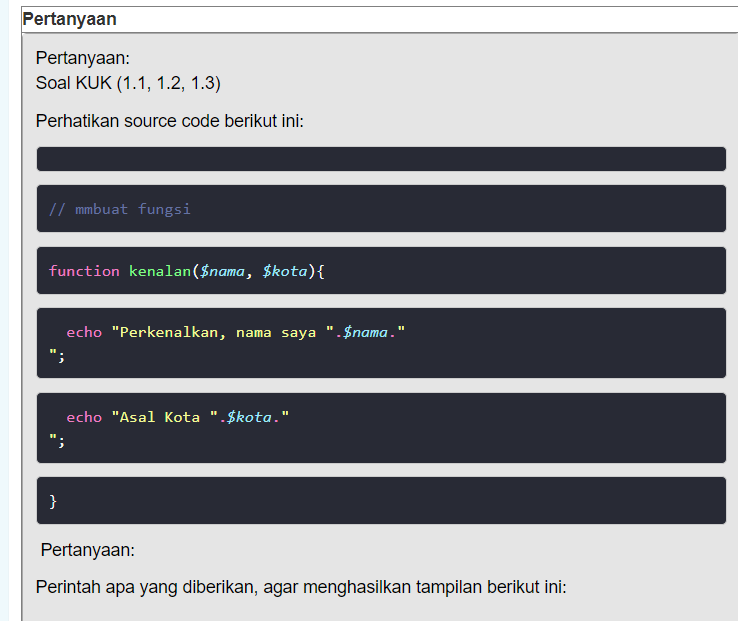 Pertanyaan
Pertanyaan:
Soal KUK (1.1, 1.2, 1.3)
Perhatikan source code berikut ini:
// mmbuat fungsi
function kenalan($nama, $kota){
echo "Perkenalkan, nama saya ".$nama."
";
echo "Asal Kota ".$kota."
";
}
Pertanyaan:
Perintah apa yang diberikan, agar menghasilkan tampilan berikut ini: